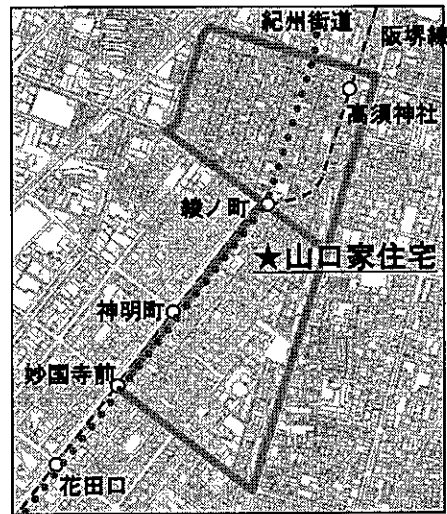 紀州街道
阪堺線
高須神社
綾ノ町
★山口家住宅
神明町
妙国寺前
花田口